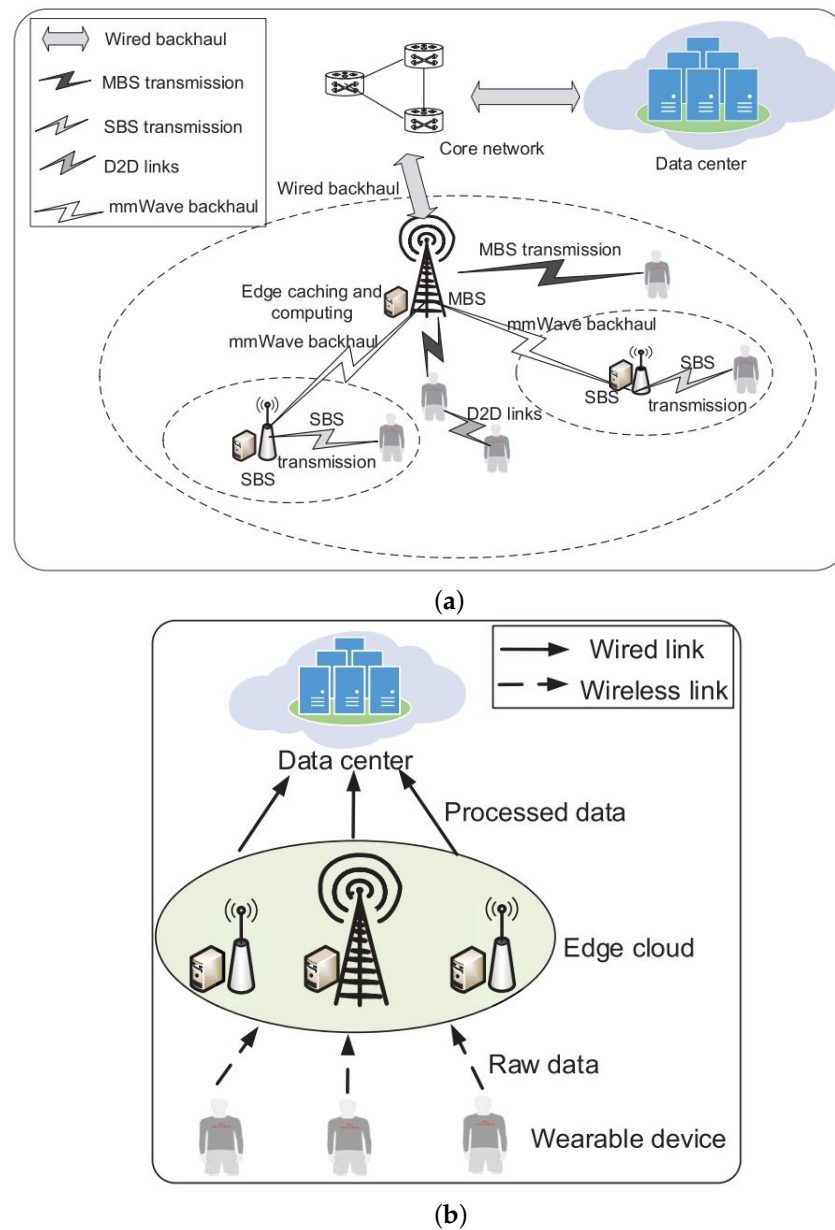 Wired backhaul
MBS transmission
SBS transmission
D2D links
mmWave backhaul
Core network
Data center
Wired backhaul
MBS transmission
Edge caching and
computing
MBS
mmWave backhaul
mmWave backhaul
SBS
SBS
transmission
D2D links
SBS
transmission
SBS
(a)
Wired link
Wireless link
Data center
Processed data
Edge cloud
Raw data
Wearable device
(b)